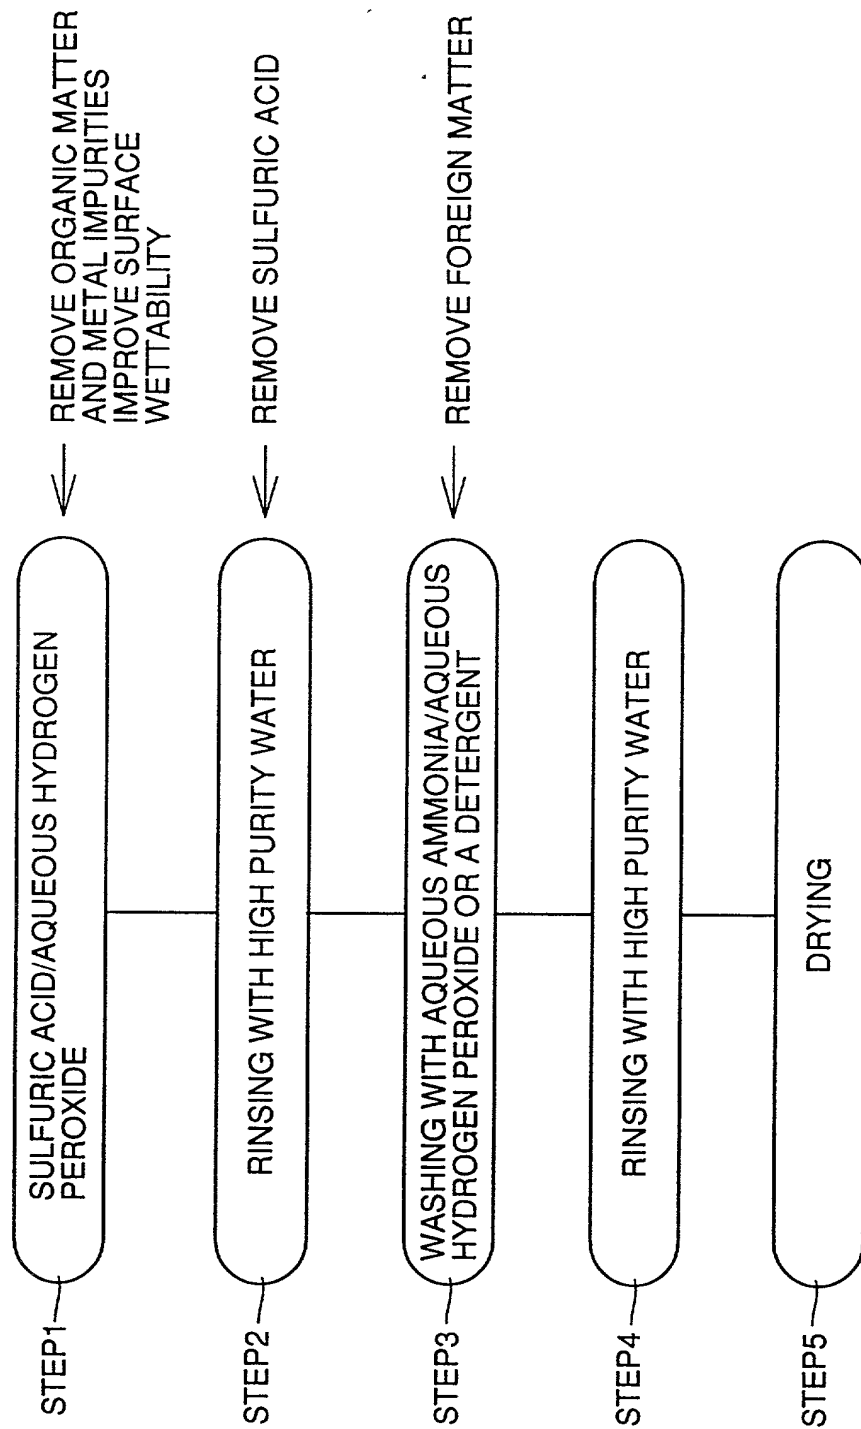 STEP1
SULFURIC ACID/AQUEOUS HYDROGEN
PEROXIDE
REMOVE ORGANIC MATTER
AND METAL IMPURITIES
IMPROVE SURFACE
WETTABILITY
STEP2
RINSING WITH HIGH PURITY WATER
REMOVE SULFURIC ACID
STEP3
WASHING WITH AQUEOUS AMMONIA/AQUEOUS
HYDROGEN PEROXIDE OR A DETERGENT
REMOVE FOREIGN MATTER
STEP4
RINSING WITH HIGH PURITY WATER
STEP5
DRYING